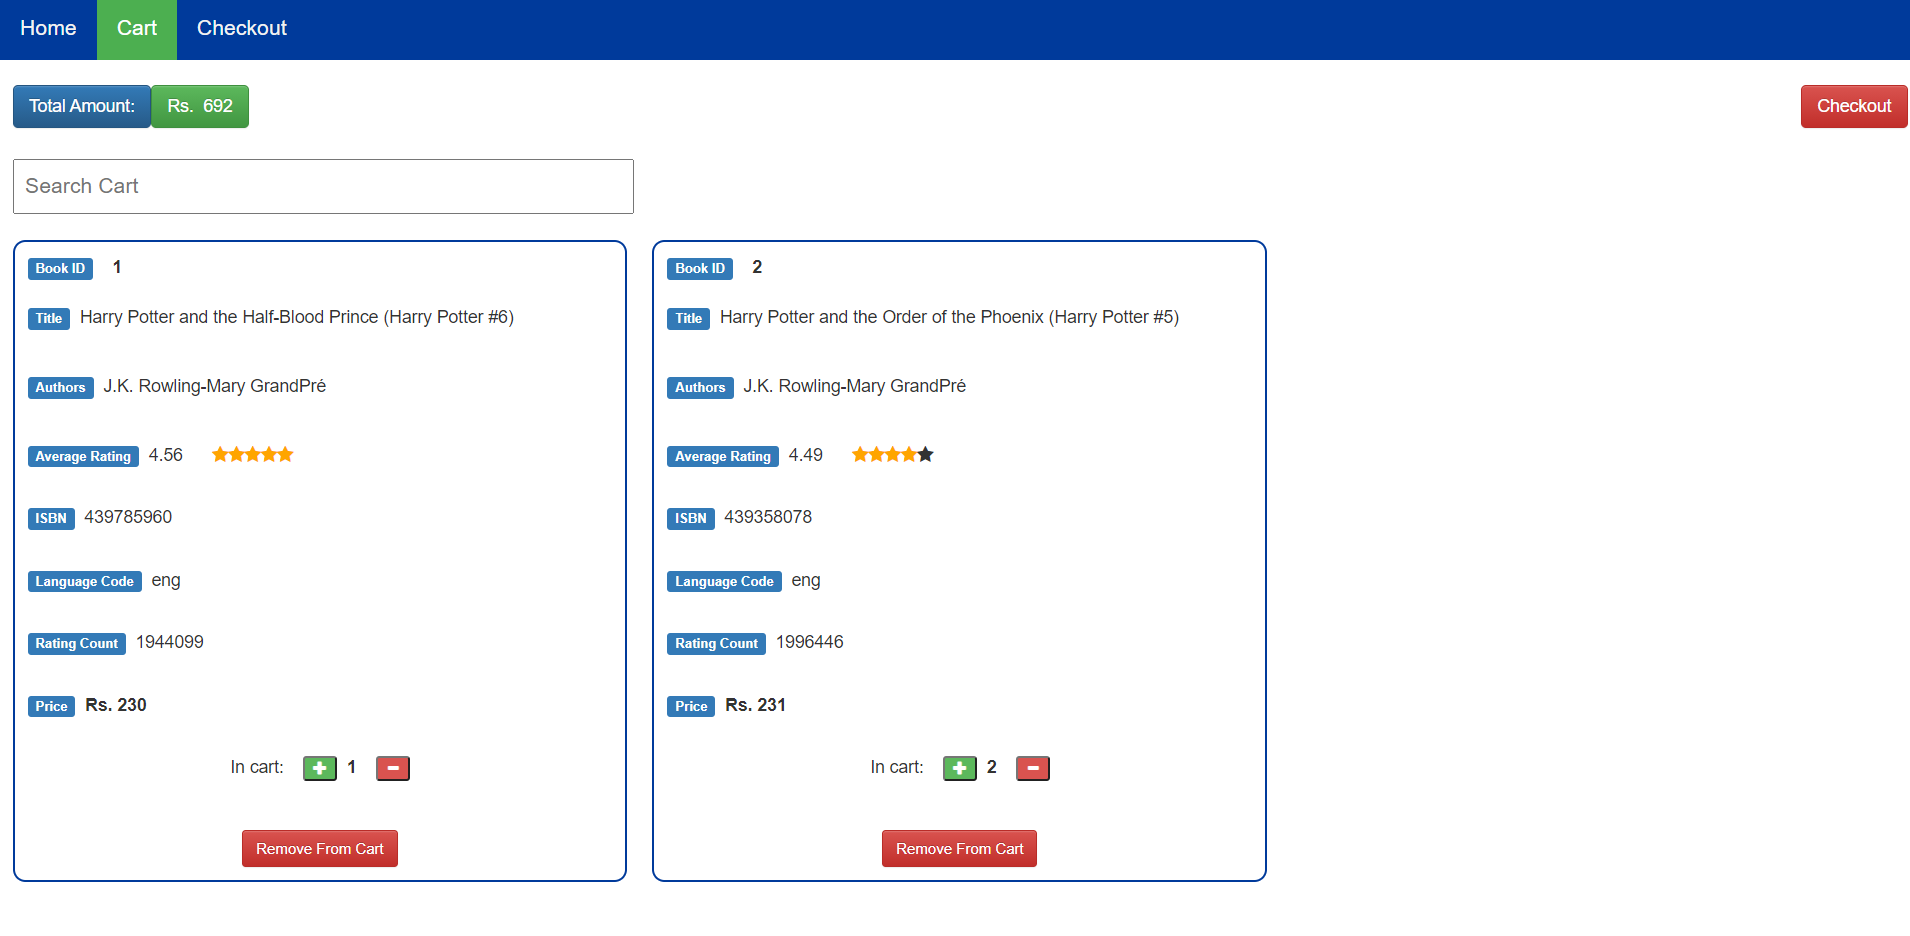 Home Cart Checkout
Total Amount: Rs. 692 Checkout
Search Cart
Book ID 1
Title Harry Potter and the Half-Blood Prince (Harry Potter #6)
Authors J.K. Rowling-Mary GrandPré
Average Rating 4.56
ISBN 439785960
Language Code eng
Rating Count 1944099
Price Rs. 230
In cart: 1
Remove From Cart
Book ID 2
Title Harry Potter and the Order of the Phoenix (Harry Potter #5)
Authors J.K. Rowling-Mary GrandPré
Average Rating 4.49
ISBN 439358078
Language Code eng
Rating Count 1996446
Price Rs. 231
In cart: 2
Remove From Cart